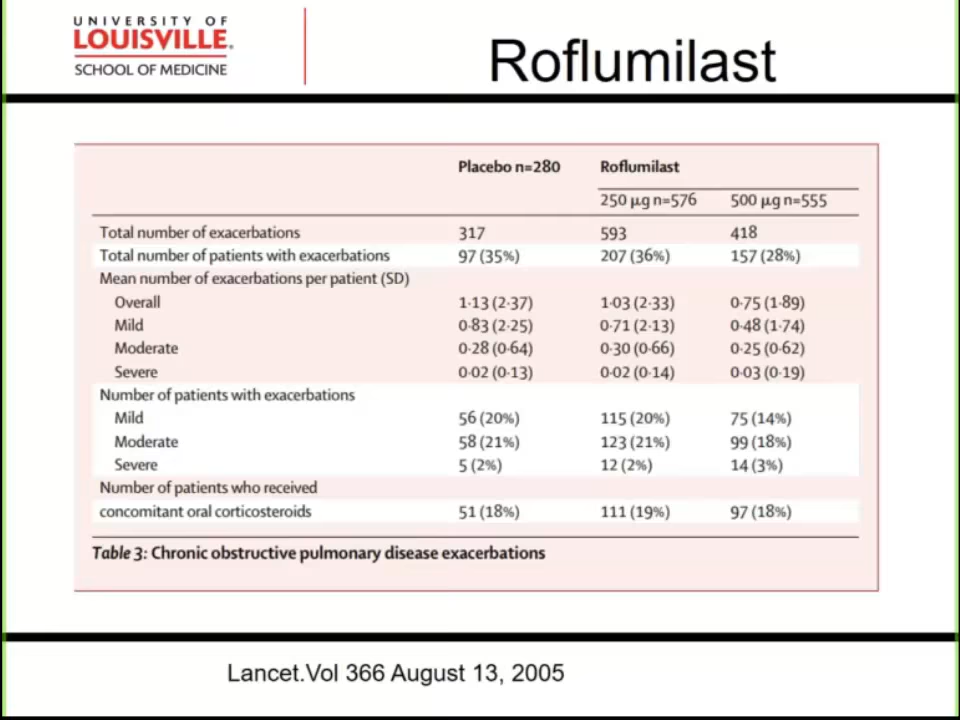 UNIVERSITY OF
LOUISVILLE.
SCHOOL OF MEDICINE
Roflumilast
Placebo n=280 Roflumilast
250 μg n=576 500 μg n=555
Total number of exacerbations 317 593 418
Total number of patients with exacerbations 97 (35%) 207 (36%) 157 (28%)
Mean number of exacerbations per patient (SD)
Overall 1·13 (2·37) 1·03 (2·33) 0·75 (1·89)
Mild 0·83 (2·25) 0·71 (2·13) 0·48 (1·74)
Moderate 0·28 (0·64) 0·30 (0·66) 0·25 (0·62)
Severe 0·02 (0·13) 0·02 (0·14) 0·03 (0·19)
Number of patients with exacerbations
Mild 56 (20%) 115 (20%) 75 (14%)
Moderate 58 (21%) 123 (21%) 99 (18%)
Severe 5 (2%) 12 (2%) 14 (3%)
Number of patients who received
concomitant oral corticosteroids 51 (18%) 111 (19%) 97 (18%)
Table 3: Chronic obstructive pulmonary disease exacerbations
Lancet.Vol 366 August 13, 2005